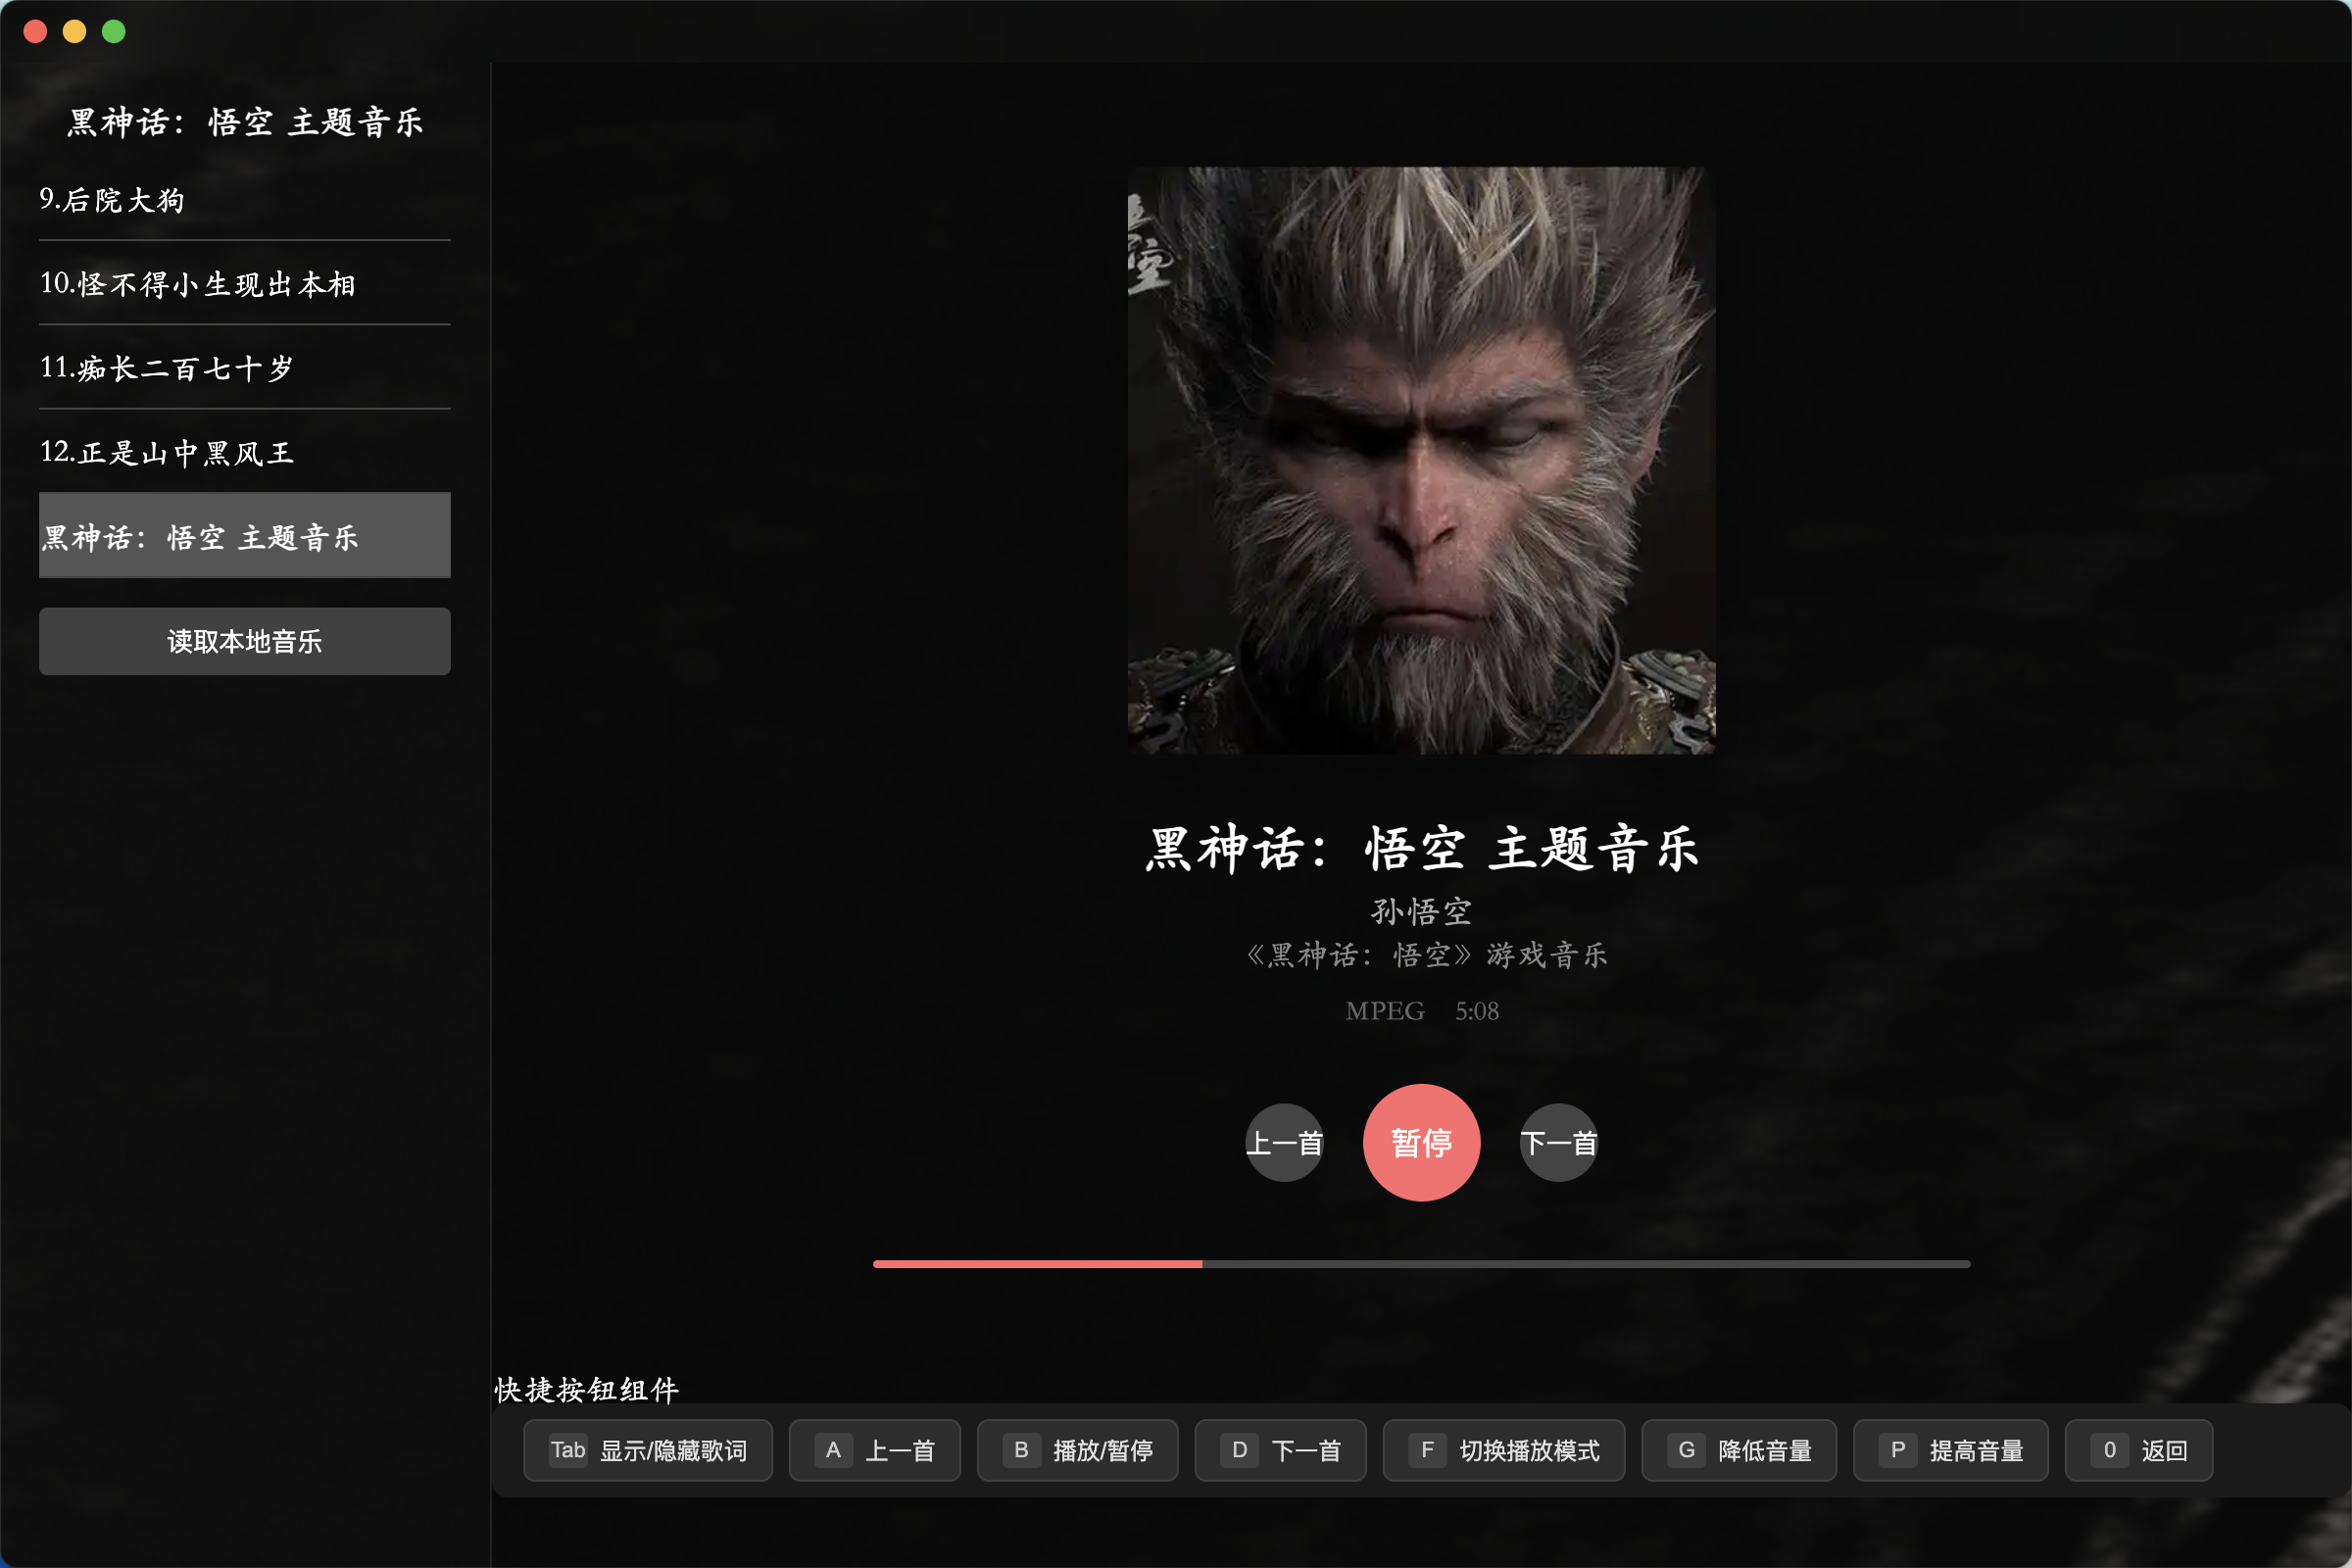 黑神话：悟空 主题音乐
9.后院大狗
10.怪不得小生现出本相
11.痴长二百七十岁
12.正是山中黑风王
黑神话：悟空 主题音乐
读取本地音乐
空
黑神话：悟空 主题音乐
孙悟空
《黑神话：悟空》游戏音乐
MPEG 5:08
上一首 暂停 下一首
快捷按钮组件
Tab 显示/隐藏歌词 A 上一首 B 播放/暂停 D 下一首 F 切换播放模式 G 降低音量 P 提高音量 0 返回